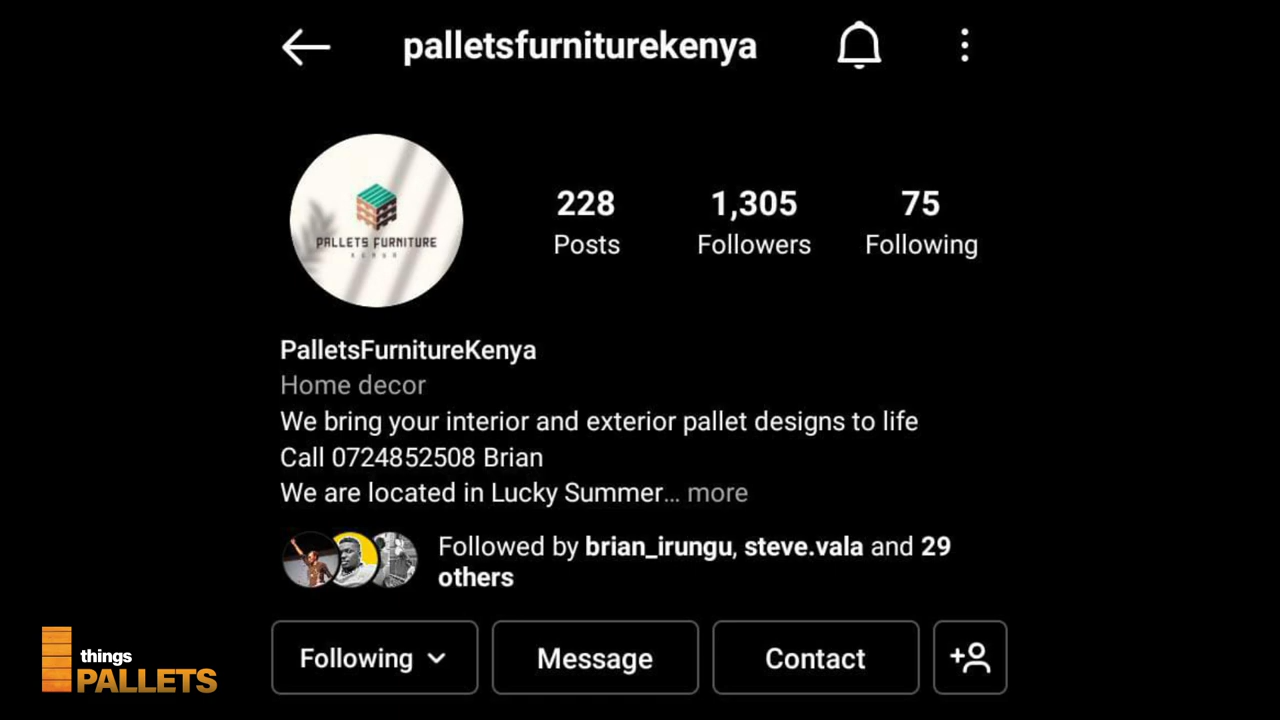 palletsfurniturekenya
228
1,305
75
Posts
Followers
Following
PALLETS FURNITURE
KENYA
PalletsFurnitureKenya
Home decor
We bring your interior and exterior pallet designs to life
Call 0724852508 Brian
We are located in Lucky Summer... more
Followed by brian_irungu, steve.vala and 29
others
Following
Message
Contact
things
PALLETS